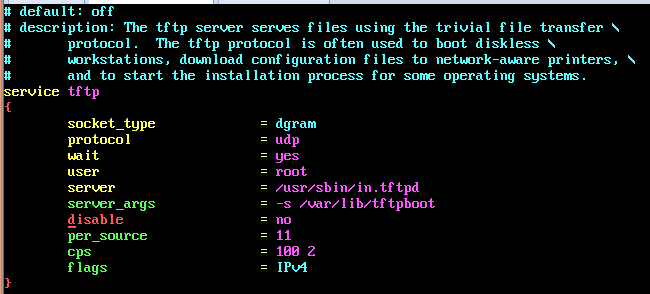 # default: off
# description: The tftp server serves files using the trivial file transfer \
#       protocol.  The tftp protocol is often used to boot diskless \
#       workstations, download configuration files to network-aware printers, \
#       and to start the installation process for some operating systems.
service tftp
{
        socket_type             = dgram
        protocol                = udp
        wait                    = yes
        user                    = root
        server                  = /usr/sbin/in.tftpd
        server_args             = -s /var/lib/tftpboot
        disable                 = no
        per_source              = 11
        cps                     = 100 2
        flags                   = IPv4
}